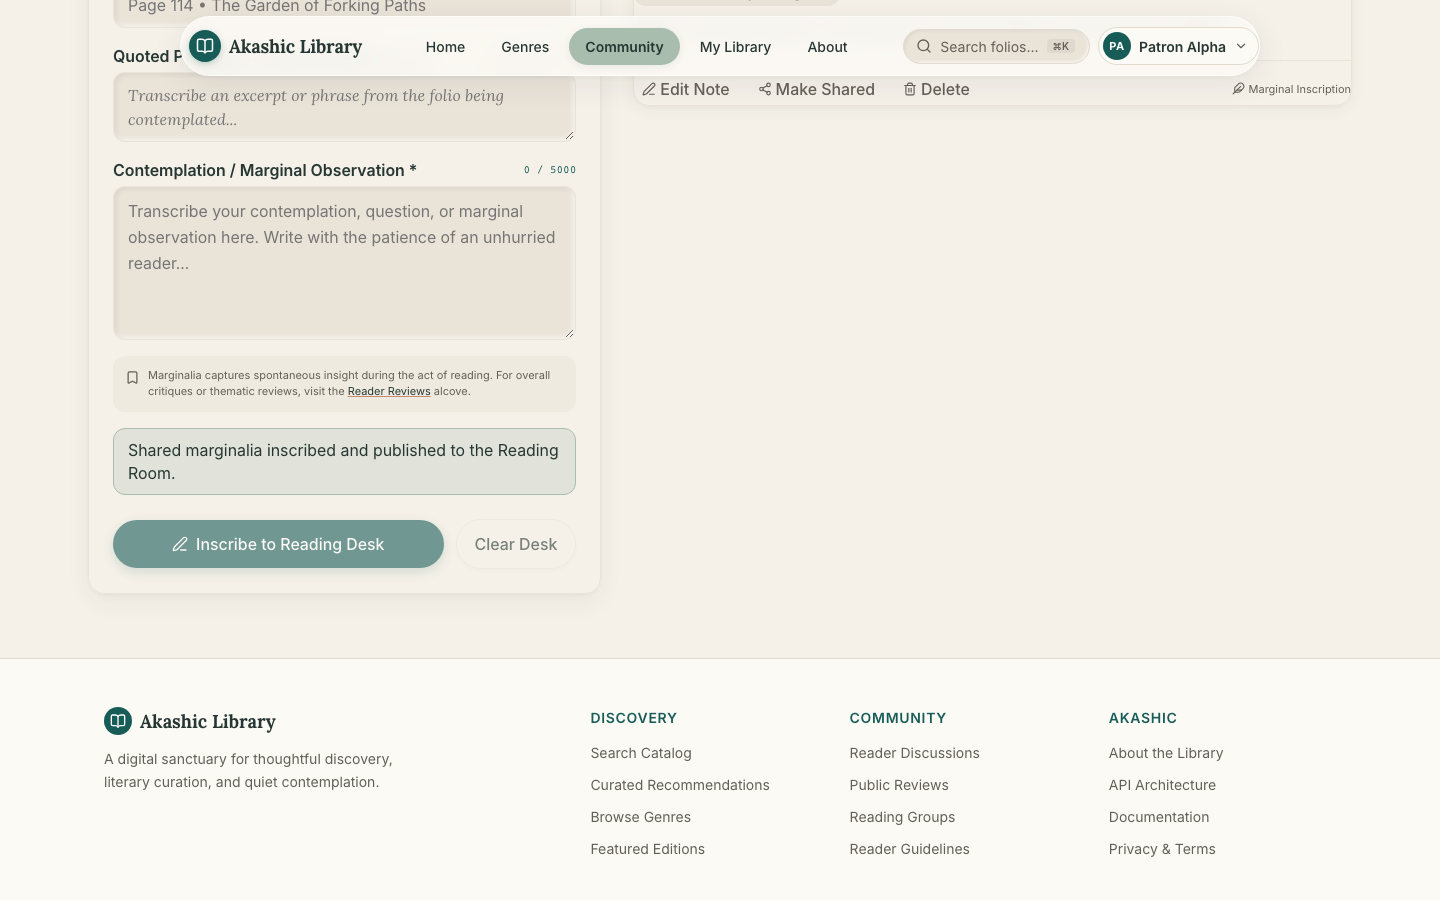 Page 114 • The Garden of Forking Paths
Akashic Library
Home
Genres
Community
My Library
About
Search folios...
⌘K
PA
Patron Alpha
Quoted P
Transcribe an excerpt or phrase from the folio being
contemplated...
Edit Note
Make Shared
Delete
Marginal Inscription
Contemplation / Marginal Observation *
0 / 5000
Transcribe your contemplation, question, or marginal
observation here. Write with the patience of an unhurried
reader...
Marginalia captures spontaneous insight during the act of reading. For overall
critiques or thematic reviews, visit the Reader Reviews alcove.
Shared marginalia inscribed and published to the Reading
Room.
Inscribe to Reading Desk
Clear Desk
Akashic Library
A digital sanctuary for thoughtful discovery,
literary curation, and quiet contemplation.
DISCOVERY
Search Catalog
Curated Recommendations
Browse Genres
Featured Editions
COMMUNITY
Reader Discussions
Public Reviews
Reading Groups
Reader Guidelines
AKASHIC
About the Library
API Architecture
Documentation
Privacy & Terms